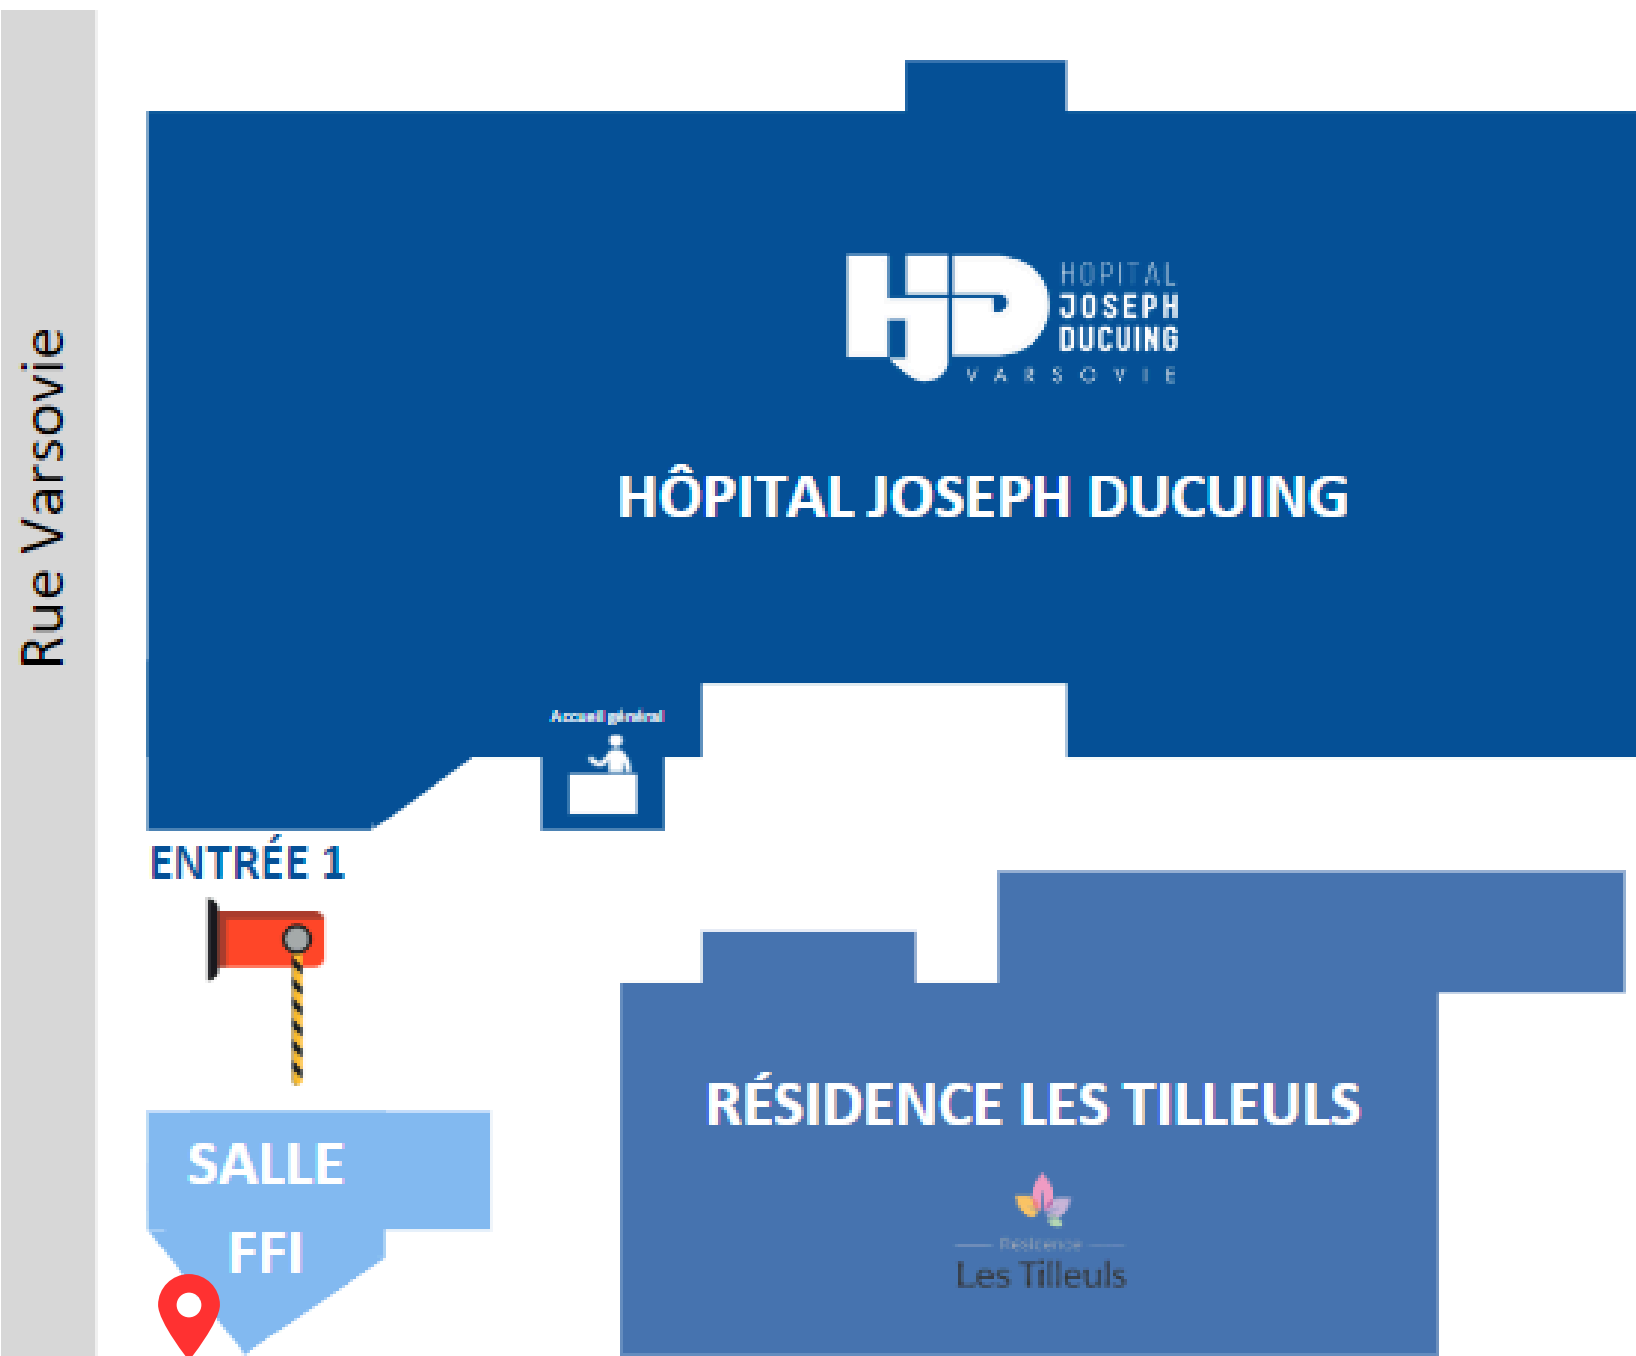 Rue Varsovie
HOPITAL
JOSEPH
DUCUING
VARSOVIE
HÔPITAL JOSEPH DUCUING
Accueil général
ENTRÉE 1
RÉSIDENCE LES TILLEULS
SALLE
FFI
Résidence
Les Tilleuls